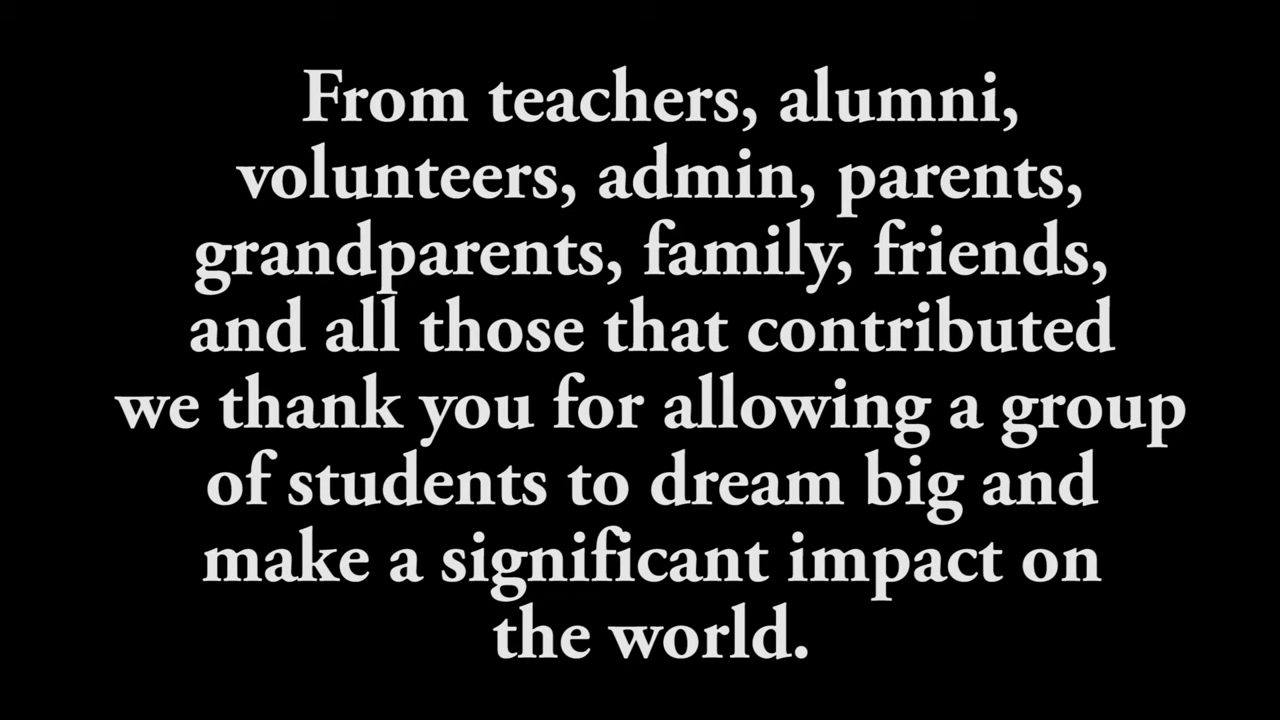 From teachers, alumni,
volunteers, admin, parents,
grandparents, family, friends,
and all those that contributed
we thank you for allowing a group
of students to dream big and
make a significant impact on
the world.